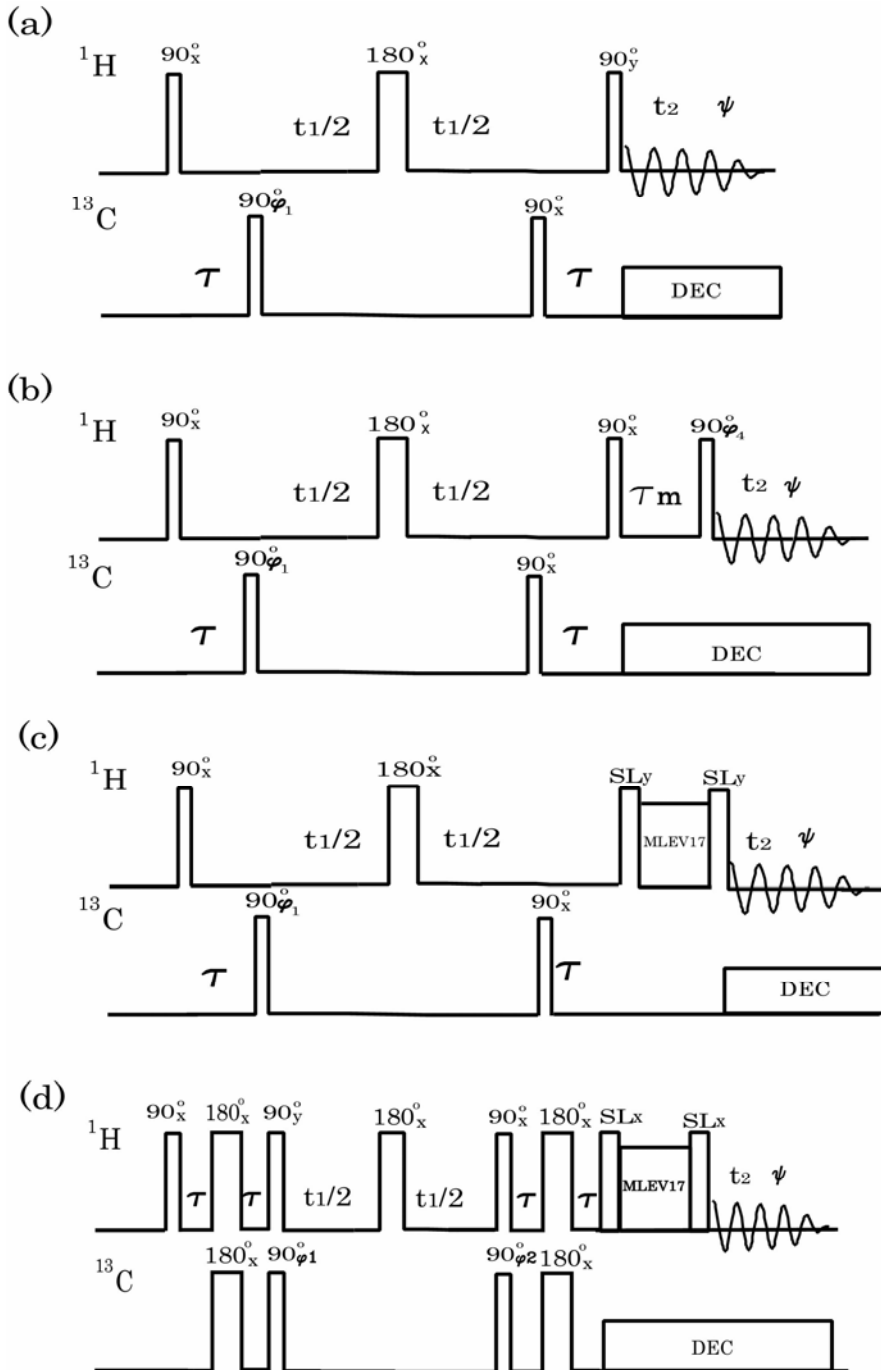 (a)
90°x 180°x 90°y
¹H t1/2 t1/2 t2 ψ
90°φ1 90°x
¹³C τ τ DEC
(b)
90°x 180°x 90°x 90°φ4
¹H t1/2 t1/2 τm t2 ψ
90°φ1 90°x
¹³C τ τ DEC
(c)
90°x 180°x SLy SLy
¹H t1/2 t1/2 MLEV17 t2 ψ
90°φ1 90°x
¹³C τ τ DEC
(d)
90°x 180°x 90°y 180°x 90°x 180°x SLx SLx
¹H τ τ t1/2 t1/2 τ τ MLEV17 t2 ψ
180°x 90°φ1 90°φ2 180°x
¹³C DEC